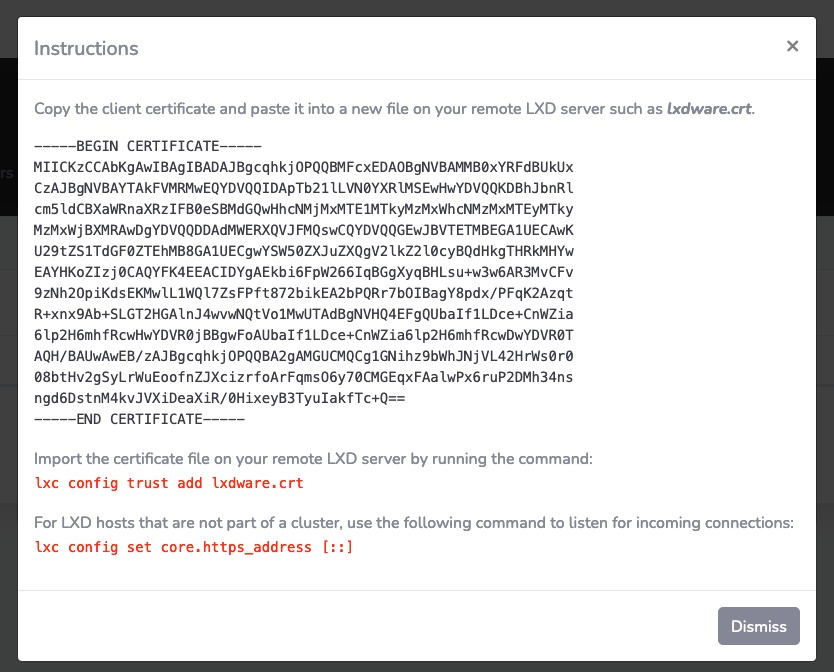 Instructions
×
Copy the client certificate and paste it into a new file on your remote LXD server such as lxdware.crt.
-----BEGIN CERTIFICATE-----
MIICKzCCAbKgAwIBAgIBADAJBgcqhkjOPQQBMFcxEDAOBgNVBAMMB0xYRFdBUkUx
CzAJBgNVBAYTAkFVMRMwEQYDVQQIDApTb21lLVN0YXRlMSEwHwYDVQQKDBhJbnRl
cm5ldCBXaWRnaXRzIFB0eSBMdGQwHhcNMjMxMTE1MTkyMzMxWhcNMzMxMTEyMTky
MzMxWjBXMRAwDgYDVQQDDAdMWERXQVJFMQswCQYDVQQGEwJBVTETMBEGA1UECAwK
U29tZS1TdGF0ZTEhMB8GA1UECgwYSW50ZXJuZXQgV2lkZ2l0cyBQdHkgTHRkMHYw
EAYHKoZIzj0CAQYFK4EEACIDYgAEkbi6FpW266IqBGgXyqBHLsu+w3w6AR3MvCFv
9zNh2OpiKdsEKMwlL1WQl7ZsFPft872bikEA2bPQRr7bOIBagY8pdx/PFqK2Azqt
R+xnx9Ab+SLGT2HGAlnJ4wvwNQtVo1MwUTAdBgNVHQ4EFgQUbaIf1LDce+CnWZia
6lp2H6mhfRcwHwYDVR0jBBgwFoAUbaIf1LDce+CnWZia6lp2H6mhfRcwDwYDVR0T
AQH/BAUwAwEB/zAJBgcqhkjOPQQBA2gAMGUCMQCg1GNihz9bWhJNjVL42HrWs0r0
08btHv2gSyLrWuEoofnZJXcizrfoArFqmsO6y70CMGEqxFAalwPx6ruP2DMh34ns
ngd6DstnM4kvJVXiDeaXiR/0HixeyB3TyuIakfTc+Q==
-----END CERTIFICATE-----
Import the certificate file on your remote LXD server by running the command:
lxc config trust add lxdware.crt
For LXD hosts that are not part of a cluster, use the following command to listen for incoming connections:
lxc config set core.https_address [::]
Dismiss